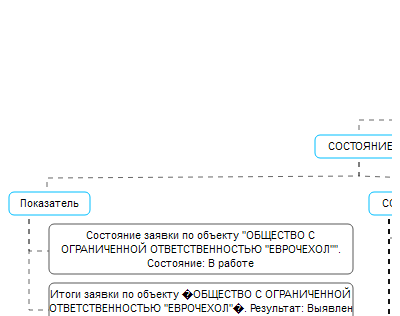 СОСТОЯНИЕ
Показатель
Состояние заявки по объекту "ОБЩЕСТВО С
ОГРАНИЧЕННОЙ ОТВЕТСТВЕННОСТЬЮ "ЕВРОЧЕХОЛ"".
Состояние: В работе
Итоги заявки по объекту �ОБЩЕСТВО С ОГРАНИЧЕННОЙ
ОТВЕТСТВЕННОСТЬЮ "ЕВРОЧЕХОЛ"�. Результат: Выявлен